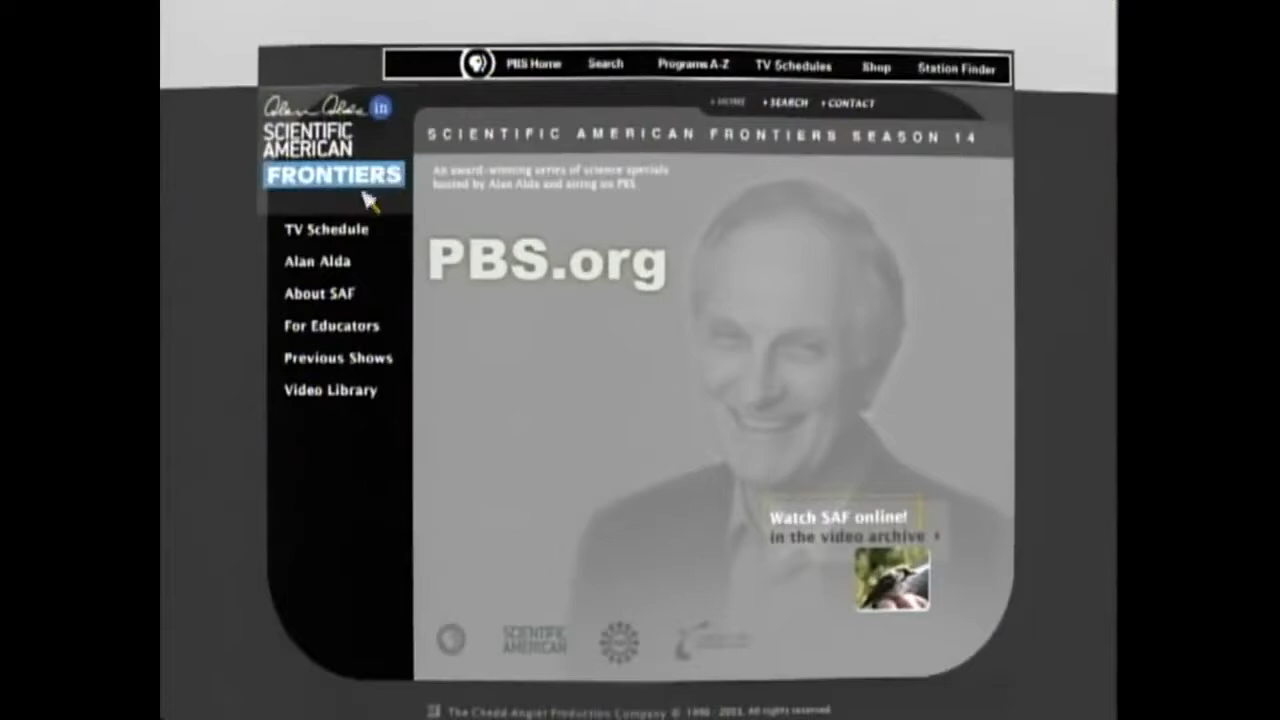 PBS Home Search Programs A-Z TV Schedules Shop Station Finder
HOME SEARCH CONTACT
Alan Alda in
SCIENTIFIC
AMERICAN
FRONTIERS
SCIENTIFIC AMERICAN FRONTIERS SEASON 14
An award-winning series of science specials
hosted by Alan Alda and airing on PBS
PBS.org
TV Schedule
Alan Alda
About SAF
For Educators
Previous Shows
Video Library
Watch SAF online!
in the video archive
SCIENTIFIC
AMERICAN
The Chedd-Angier Production Company © 1990 - 2003. All rights reserved.